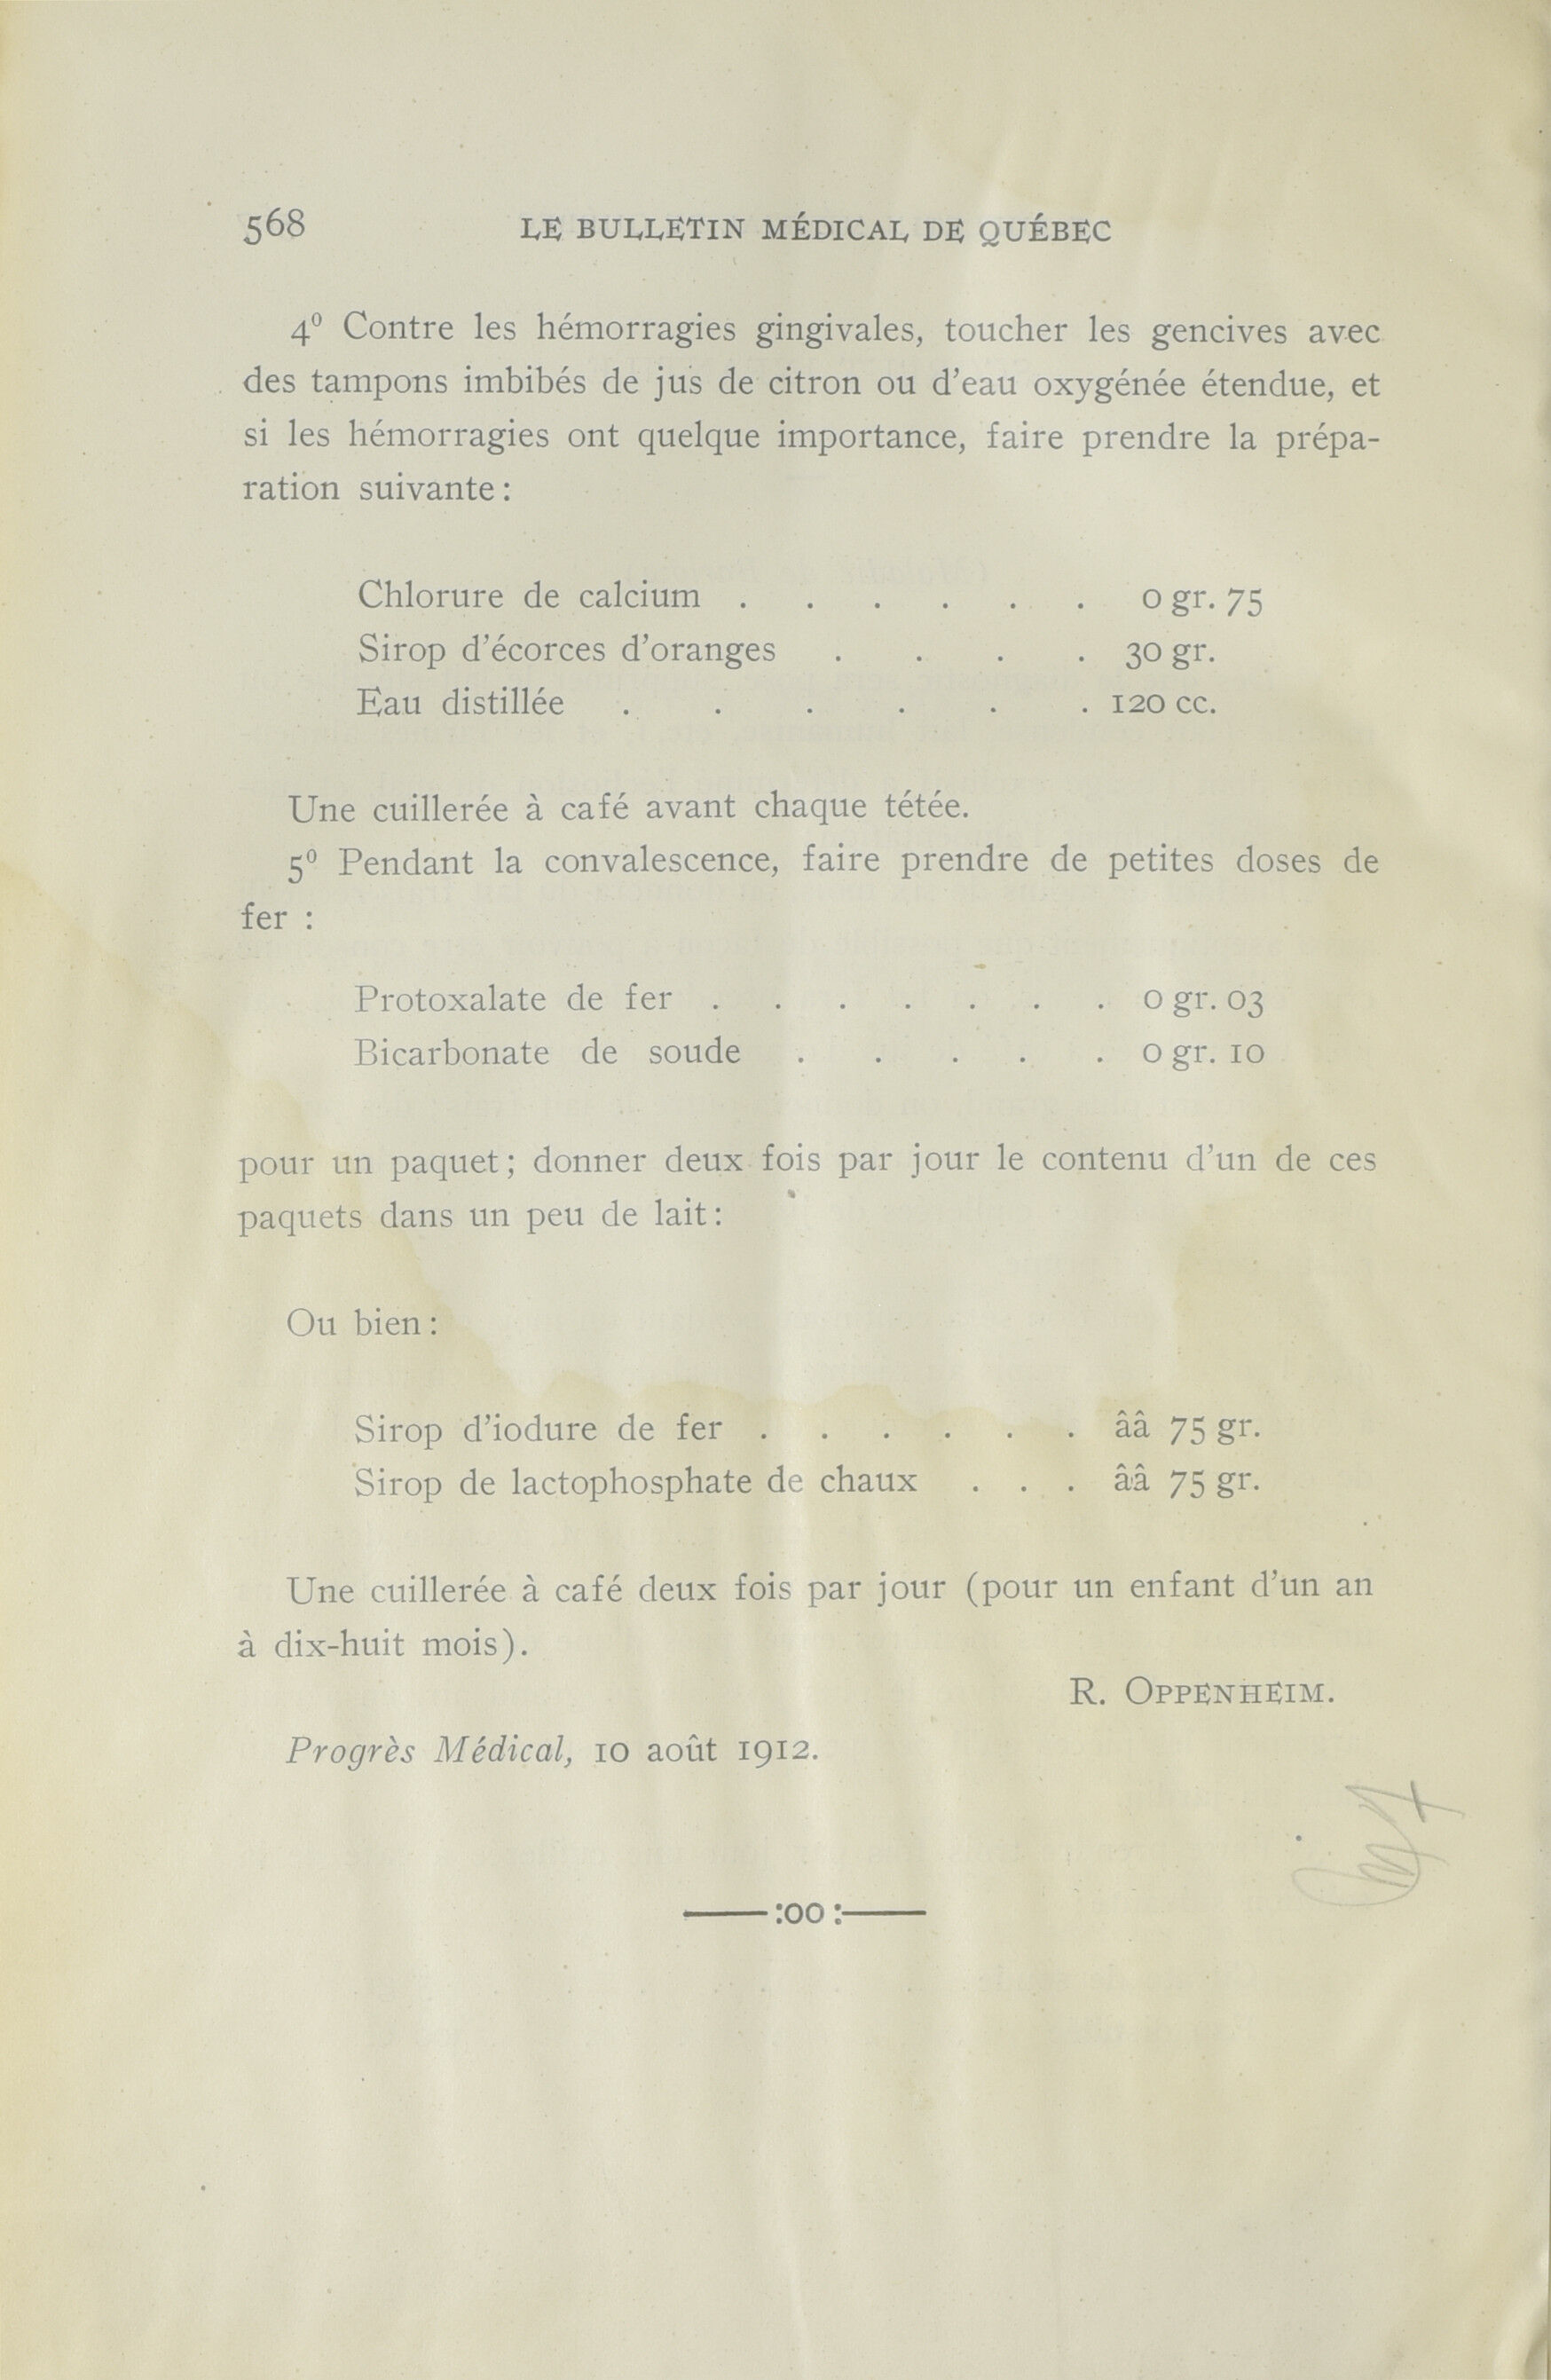 568 LE BULLETIN MÉDICAL DE QUÉBEC
4⁰ Contre les hémorragies gingivales, toucher les gencives avec
des tampons imbibés de jus de citron ou d'eau oxygénée étendue, et
si les hémorragies ont quelque importance, faire prendre la prépa-
ration suivante:
Chlorure de calcium . . . . . . 0 gr. 75
Sirop d'écorces d'oranges . . . . 30 gr.
Eau distillée . . . . . . 120 cc.
Une cuillerée à café avant chaque tétée.
5⁰ Pendant la convalescence, faire prendre de petites doses de
fer :
Protoxalate de fer . . . . . . . 0 gr. 03
Bicarbonate de soude . . . . . 0 gr. 10
pour un paquet; donner deux fois par jour le contenu d'un de ces
paquets dans un peu de lait:
Ou bien:
Sirop d'iodure de fer . . . . . . ââ 75 gr.
Sirop de lactophosphate de chaux . . . ââ 75 gr.
Une cuillerée à café deux fois par jour (pour un enfant d'un an
à dix-huit mois).
R. OPPENHEIM.
Progrès Médical, 10 août 1912.
——:oo:——